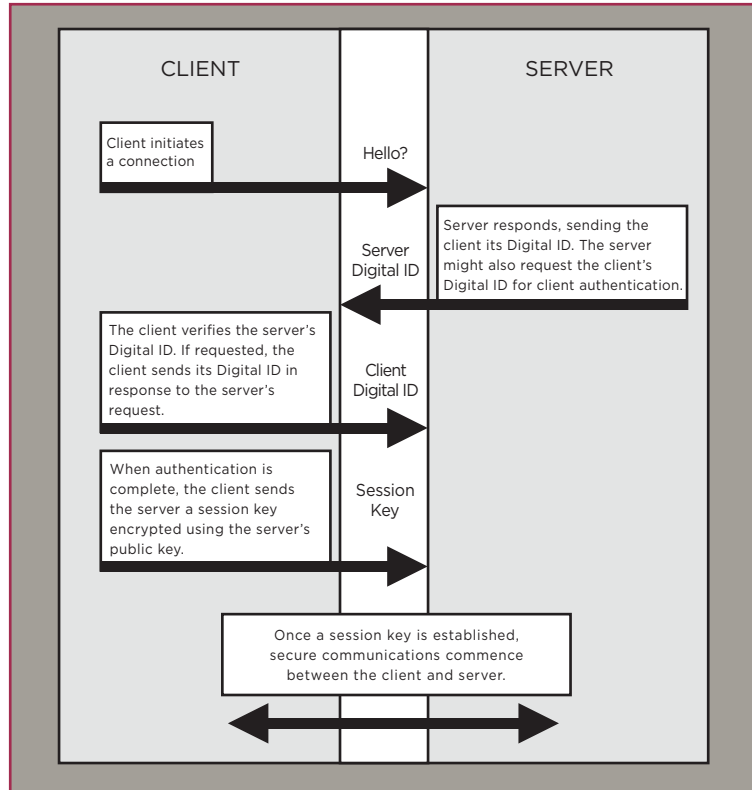 CLIENT
SERVER
Client initiates
a connection
Hello?
Server responds, sending the
client its Digital ID. The server
might also request the client’s
Digital ID for client authentication.
Server
Digital ID
The client verifies the server’s
Digital ID. If requested, the
client sends its Digital ID in
response to the server’s
request.
Client
Digital ID
When authentication is
complete, the client sends
the server a session key
encrypted using the server’s
public key.
Session
Key
Once a session key is established,
secure communications commence
between the client and server.